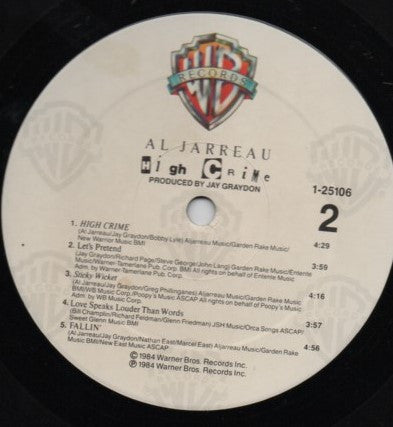 WB
RECORDS
AL JARREAU
High Crime
PRODUCED BY JAY GRAYDON
1-25106
2
1. HIGH CRIME
(Al Jarreau/Jay Graydon/Bobby Lyle) Aljarreau Music/Garden Rake Music/
New Warrior Music BMI 4:29
2. Let's Pretend
(Jay Graydon/Richard Page/Steve George/John Lang) Garden Rake Music/Entente
Music/Warner-Tamerlane Pub. Corp. BMI All rights on behalf of Entente Music
Adm. by Warner-Tamerlane Pub. Corp. BMI 3:59
3. Sticky Wicket
(Al Jarreau/Jay Graydon/Greg Phillinganes) Aljarreau Music/Garden Rake Music
BMI/WB Music Corp./Poopy's Music ASCAP All rights on behalf of Poopy's Music
Adm. by WB Music Corp. 4:16
4. Love Speaks Louder Than Words
(Bill Champlin/Richard Feldman/Glenn Friedman) JSH Music/Orca Songs ASCAP/
Sweet Glenn Music BMI 3:57
5. FALLIN'
(Al Jarreau/Jay Graydon/Nathan East/Marcel East) Aljarreau Music/Garden Rake
Music BMI/New East Music ASCAP 4:56
©1984 Warner Bros. Records Inc.
℗1984 Warner Bros. Records Inc.